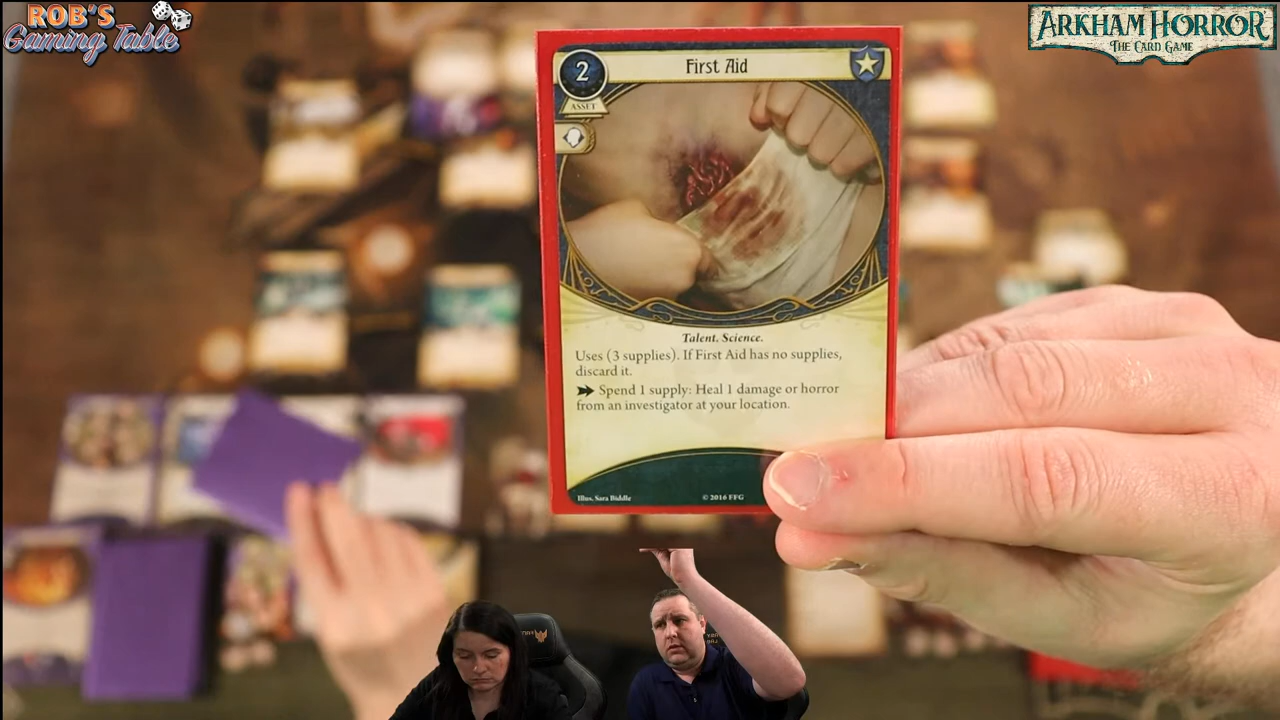 ROB'S
Gaming Table
ARKHAM HORROR
THE CARD GAME
2
First Aid
ASSET
Talent. Science.
Uses (3 supplies). If First Aid has no supplies,
discard it.
Spend 1 supply: Heal 1 damage or horror
from an investigator at your location.
Illus. Sara Biddle
© 2016 FFG